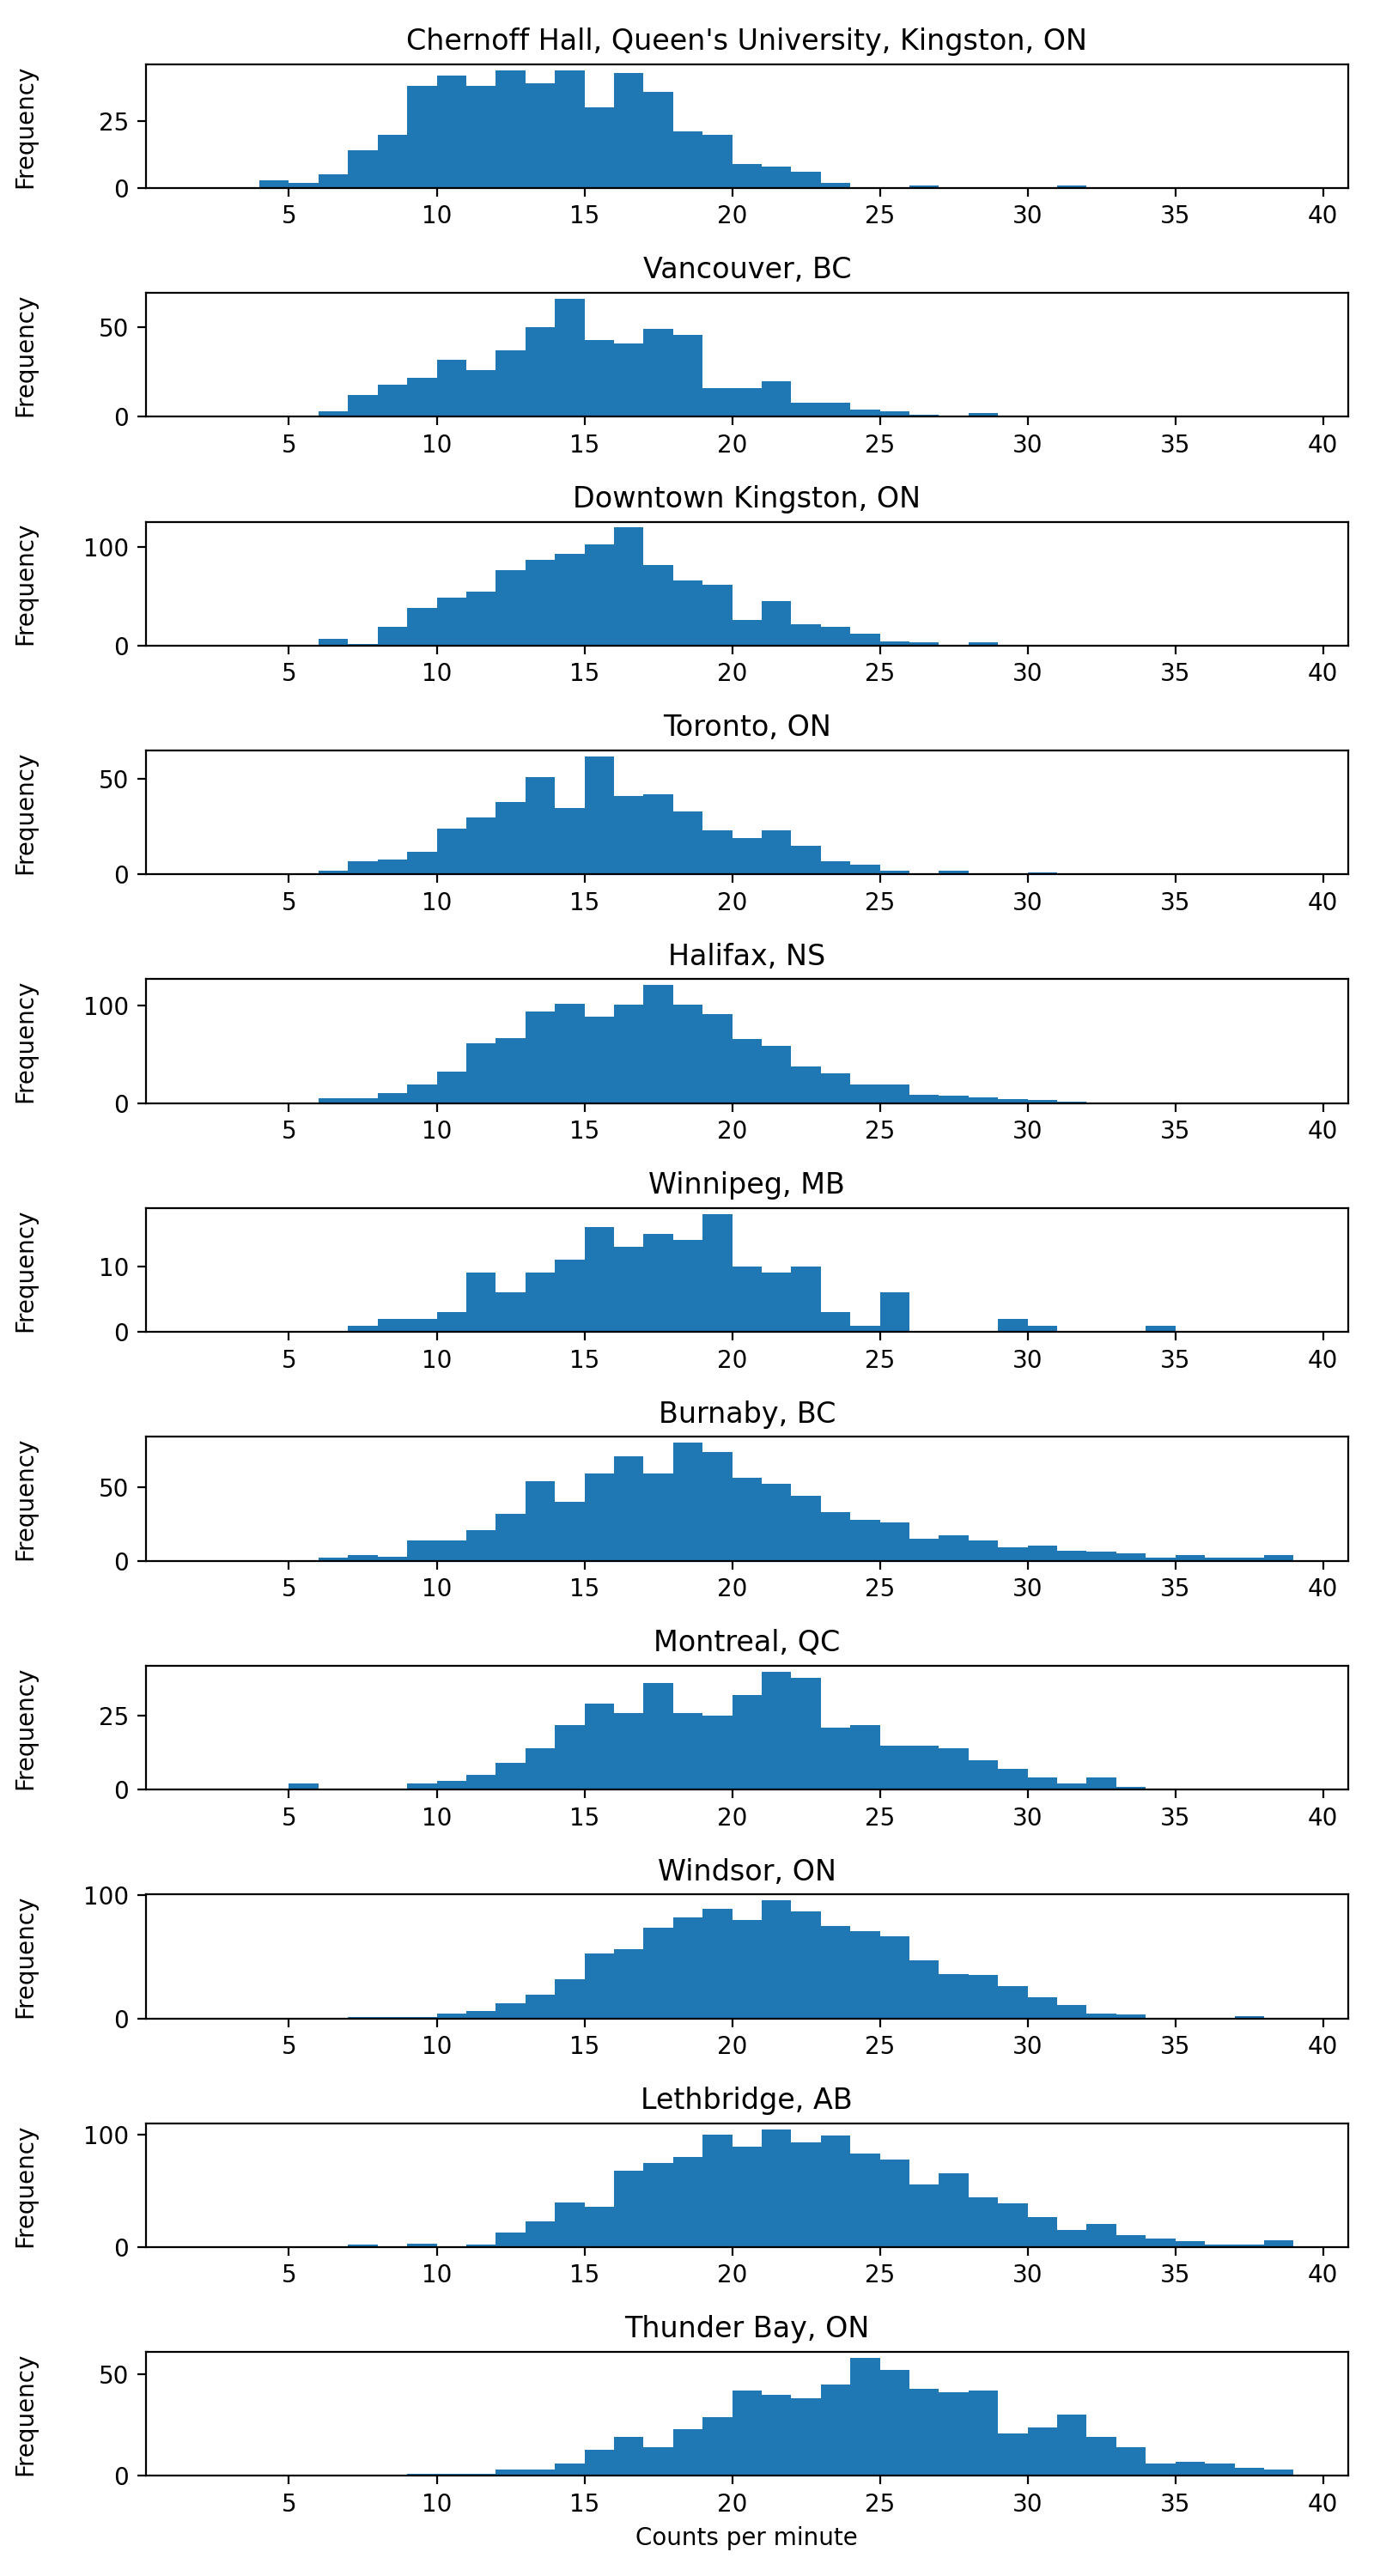 Chernoff Hall, Queen's University, Kingston, ON
Frequency
25
0
5 10 15 20 25 30 35 40
Vancouver, BC
Frequency
50
0
5 10 15 20 25 30 35 40
Downtown Kingston, ON
Frequency
100
0
5 10 15 20 25 30 35 40
Toronto, ON
Frequency
50
0
5 10 15 20 25 30 35 40
Halifax, NS
Frequency
100
0
5 10 15 20 25 30 35 40
Winnipeg, MB
Frequency
10
0
5 10 15 20 25 30 35 40
Burnaby, BC
Frequency
50
0
5 10 15 20 25 30 35 40
Montreal, QC
Frequency
25
0
5 10 15 20 25 30 35 40
Windsor, ON
Frequency
100
0
5 10 15 20 25 30 35 40
Lethbridge, AB
Frequency
100
0
5 10 15 20 25 30 35 40
Thunder Bay, ON
Frequency
50
0
5 10 15 20 25 30 35 40
Counts per minute